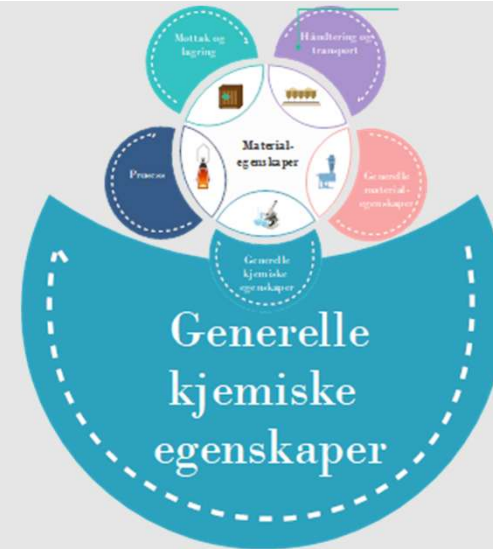 Mottak og
lagring
Håndtering og
transport
Material-
egenskaper
Prosess
Generelle
material-
egenskaper
Generelle
kjemiske
egenskaper
Generelle
kjemiske
egenskaper